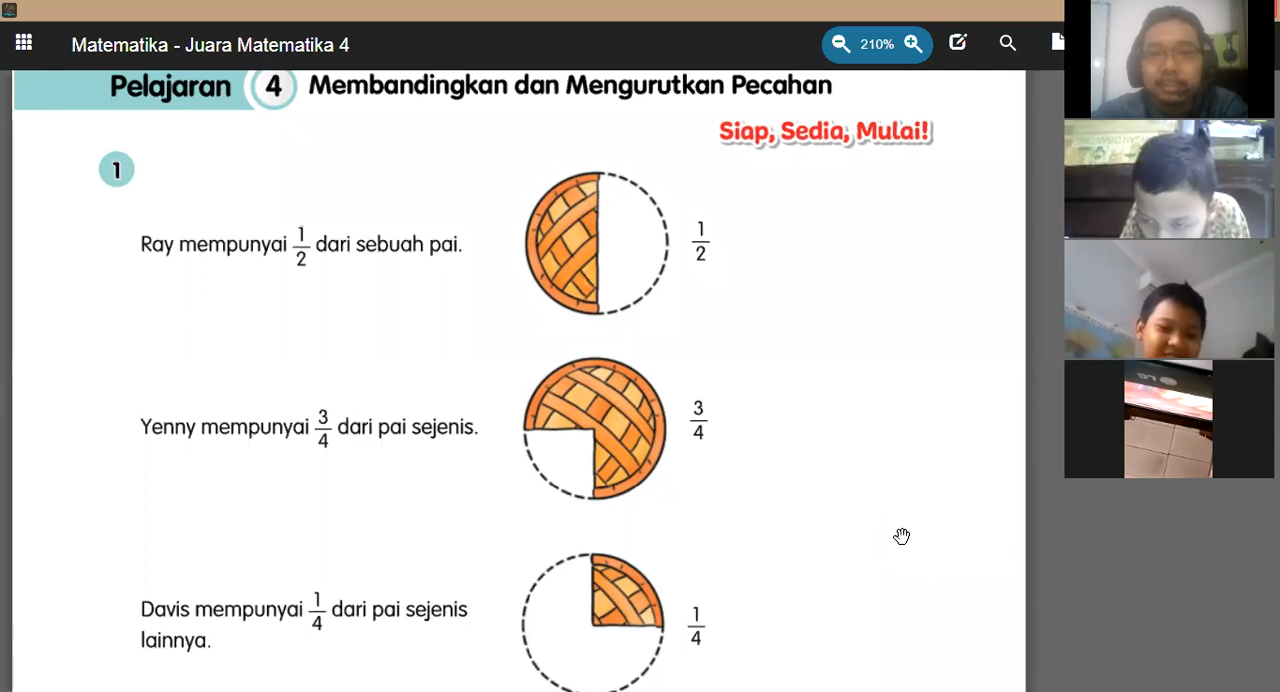 Matematika - Juara Matematika 4
210%
Pelajaran 4 Membandingkan dan Mengurutkan Pecahan
Siap, Sedia, Mulai!
1
Ray mempunyai 1/2 dari sebuah pai.
1/2
Yenny mempunyai 3/4 dari pai sejenis.
3/4
Davis mempunyai 1/4 dari pai sejenis
lainnya.
1/4